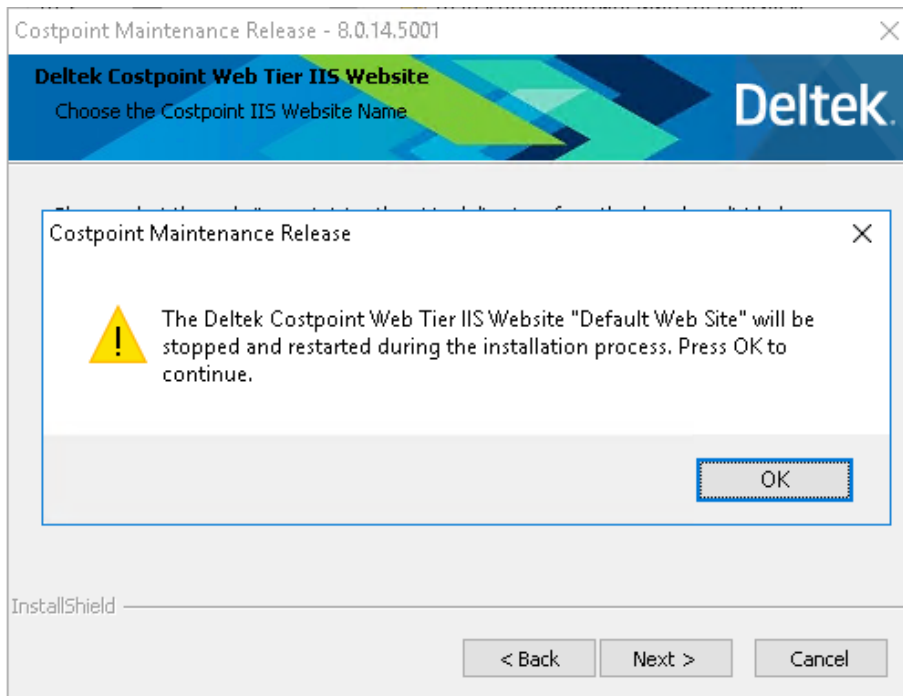 Costpoint Maintenance Release - 8.0.14.5001
Deltek Costpoint Web Tier IIS Website
Choose the Costpoint IIS Website Name
Deltek.
Costpoint Maintenance Release
The Deltek Costpoint Web Tier IIS Website "Default Web Site" will be
stopped and restarted during the installation process. Press OK to
continue.
OK
InstallShield
< Back
Next >
Cancel